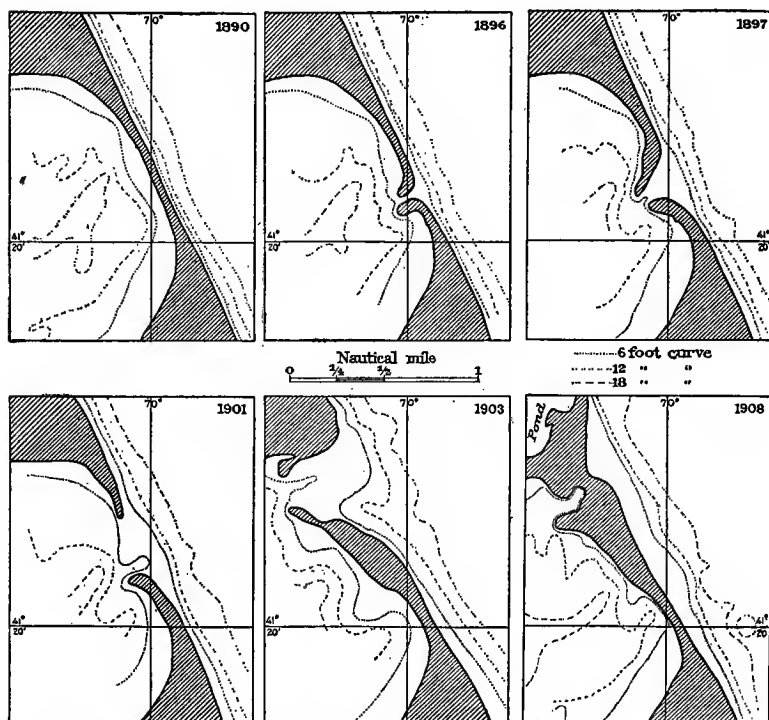 70° 1890
41° 20'
70° 1896
41° 20'
70° 1897
41° 20'
Nautical mile
0 1/4 1/2 1
6 foot curve
12 " "
18 " "
70° 1901
41° 20'
70° 1903
41° 20'
Pond 70° 1908
41° 20'